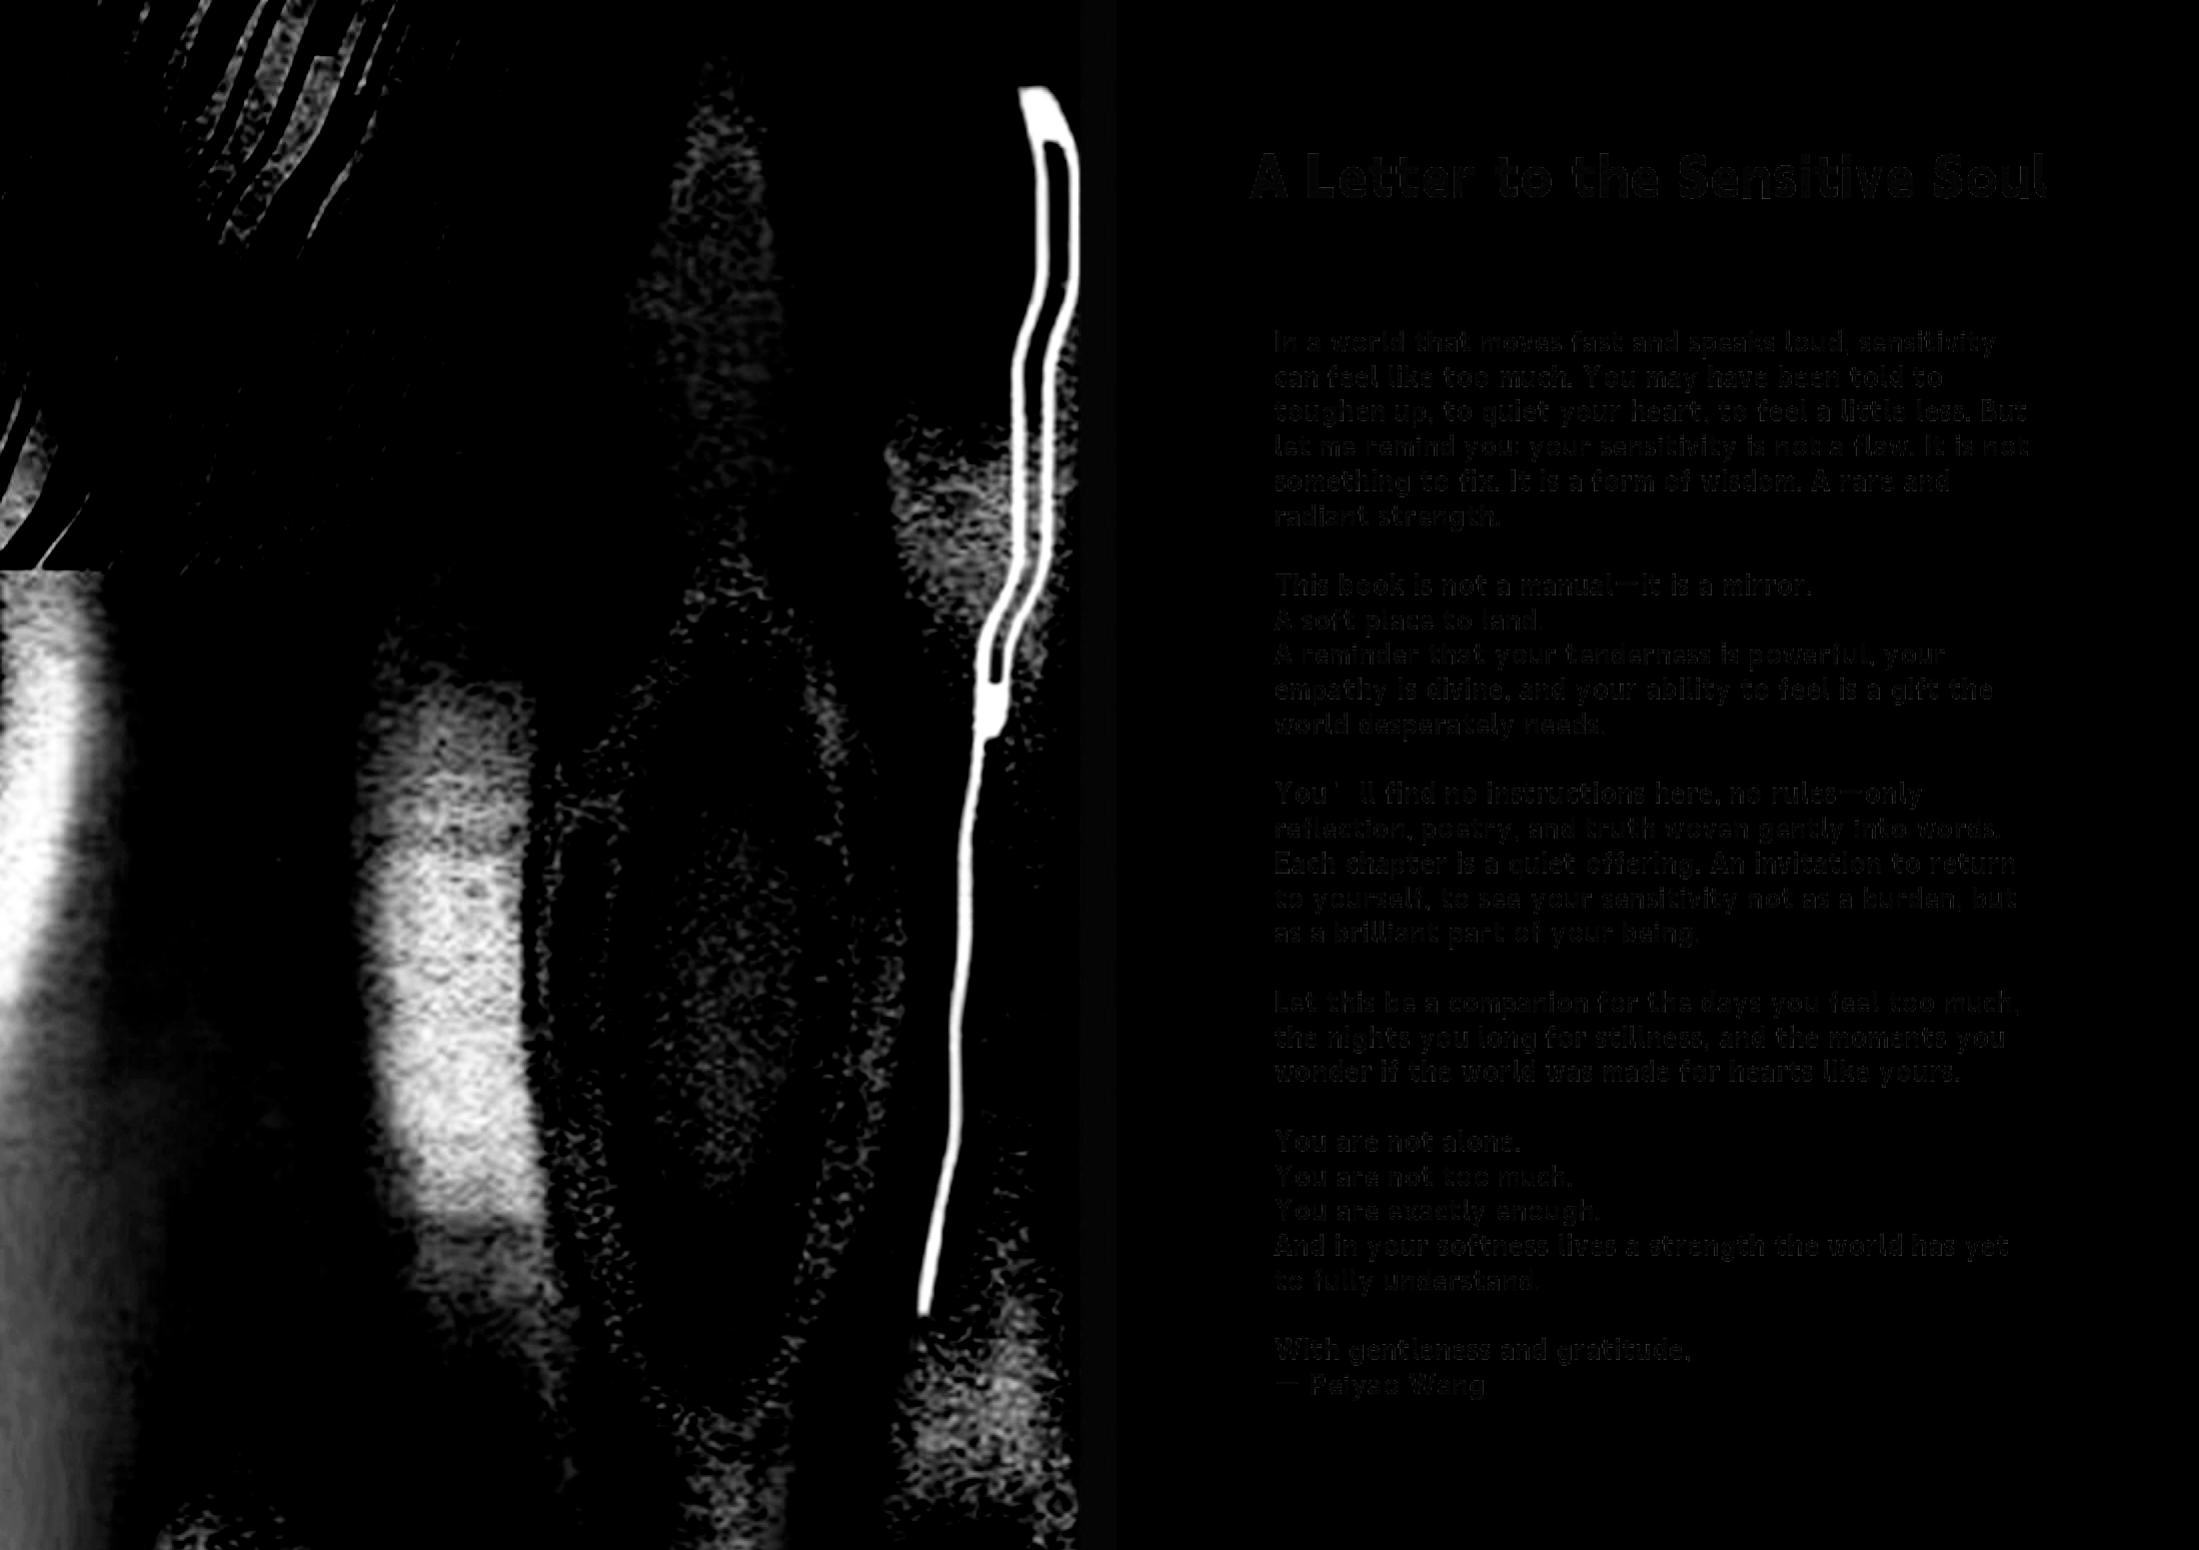 A Letter to the Sensitive Soul
In a world that moves fast and speaks loud, sensitivity
can feel like too much. You may have been told to
toughen up, to quiet your heart, to feel a little less. But
let me remind you: your sensitivity is not a flaw. It is not
something to fix. It is a form of wisdom. A rare and
radiant strength.
This book is not a manual—it is a mirror.
A soft place to land.
A reminder that your tenderness is powerful, your
empathy is divine, and your ability to feel is a gift the
world desperately needs.
You'll find no instructions here, no rules—only
reflection, poetry, and truth woven gently into words.
Each chapter is a quiet offering. An invitation to return
to yourself, to see your sensitivity not as a burden, but
as a brilliant part of your being.
Let this be a companion for the days you feel too much,
the nights you long for stillness, and the moments you
wonder if the world was made for hearts like yours.
You are not alone.
You are not too much.
You are exactly enough.
And in your softness lives a strength the world has yet
to fully understand.
With gentleness and gratitude,
— Peiyao Wang